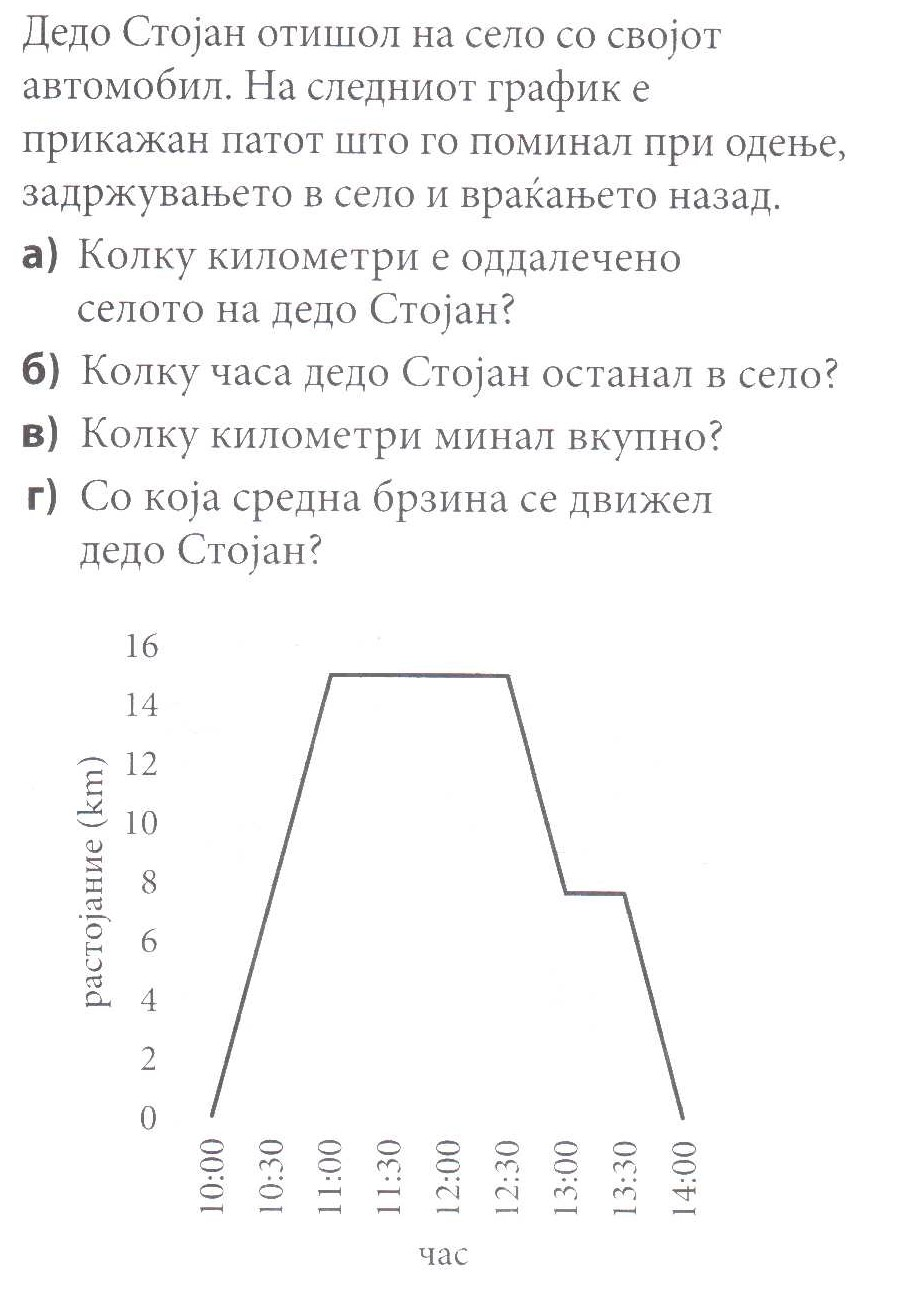 Дедо Стојан отишол на село со својот
автомобил. На следниот график е
прикажан патот што го поминал при одење,
задржувањето в село и враќањето назад.
а) Колку километри е оддалечено
селото на дедо Стојан?
б) Колку часа дедо Стојан останал в село?
в) Колку километри минал вкупно?
г) Со која средна брзина се движел
дедо Стојан?
16
14
12
10
8
6
4
2
0
растојание (km)
10:00
10:30
11:00
11:30
12:00
12:30
13:00
13:30
14:00
час